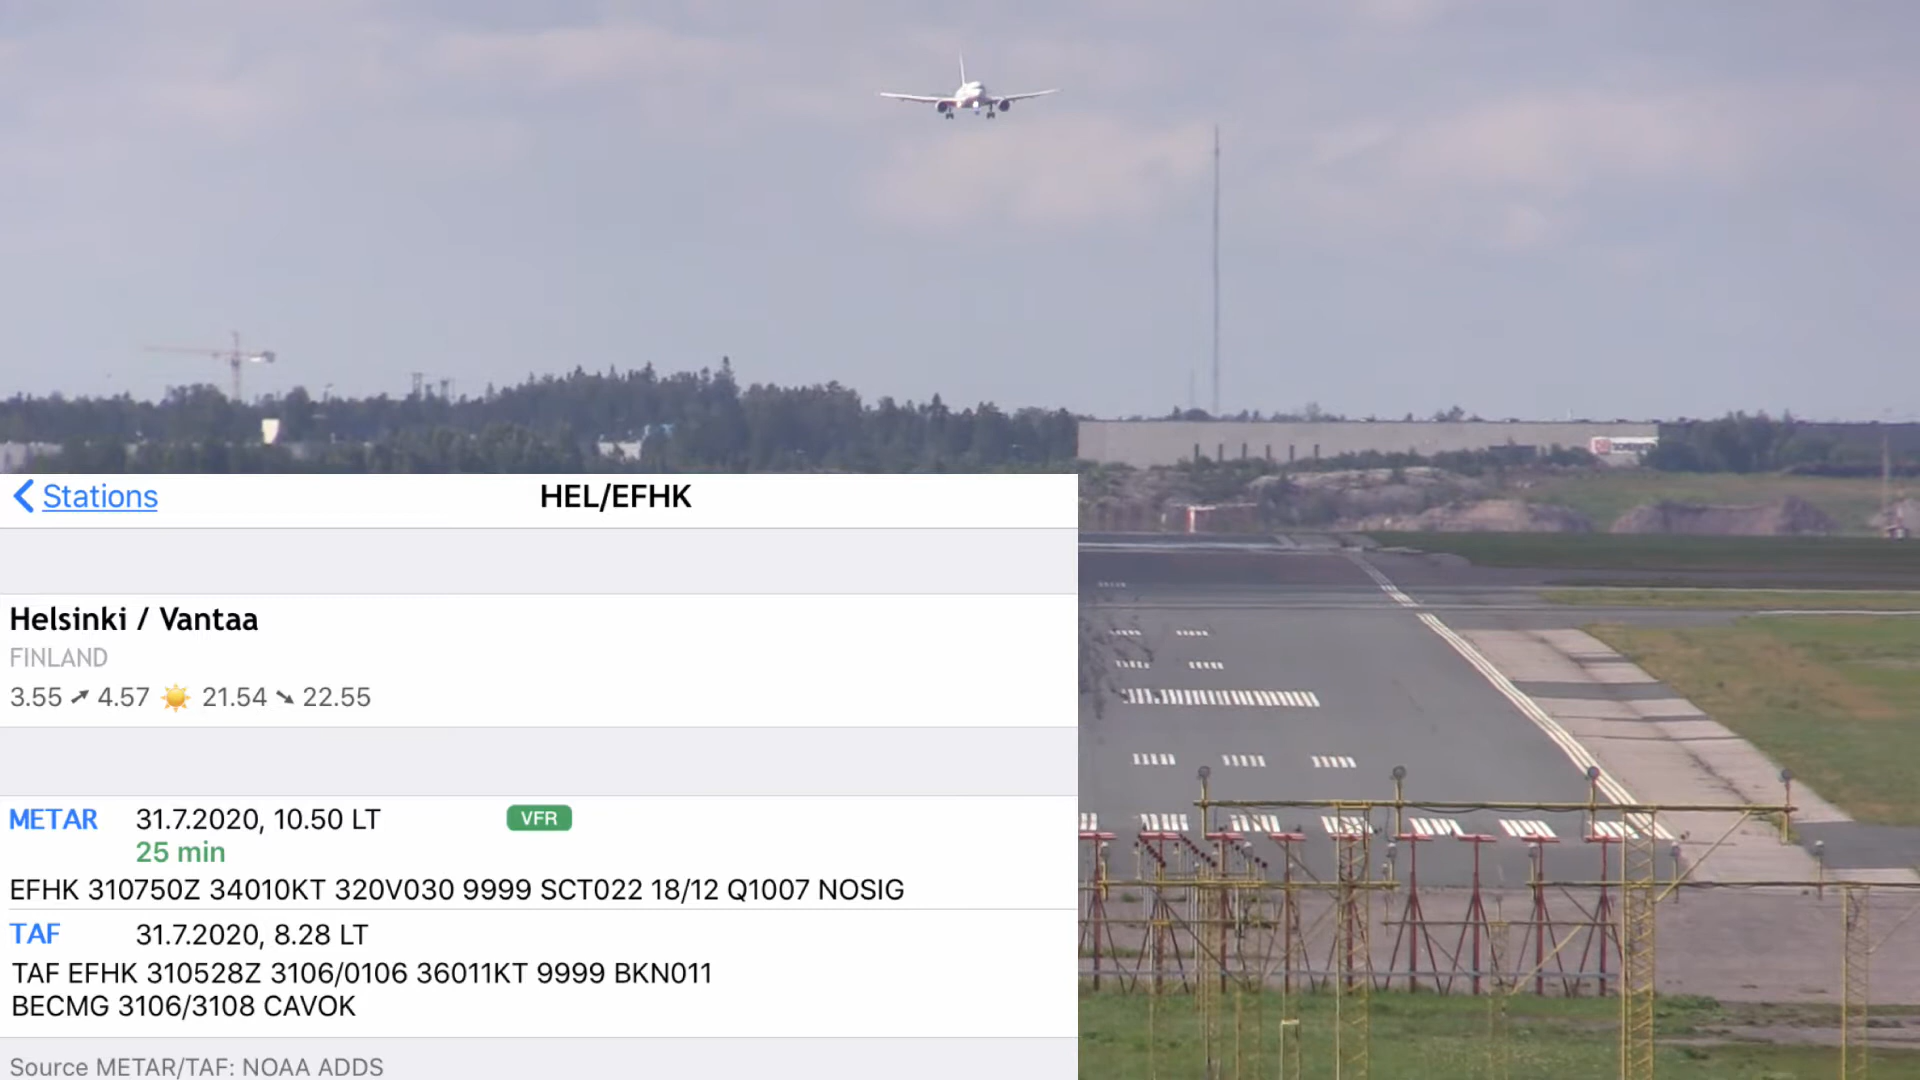 Stations
HEL/EFHK
Helsinki / Vantaa
FINLAND
3.55 ➚ 4.57 ☀ 21.54 ➘ 22.55
METAR 31.7.2020, 10.50 LT VFR
25 min
EFHK 310750Z 34010KT 320V030 9999 SCT022 18/12 Q1007 NOSIG
TAF 31.7.2020, 8.28 LT
TAF EFHK 310528Z 3106/0106 36011KT 9999 BKN011
BECMG 3106/3108 CAVOK
Source METAR/TAF: NOAA ADDS